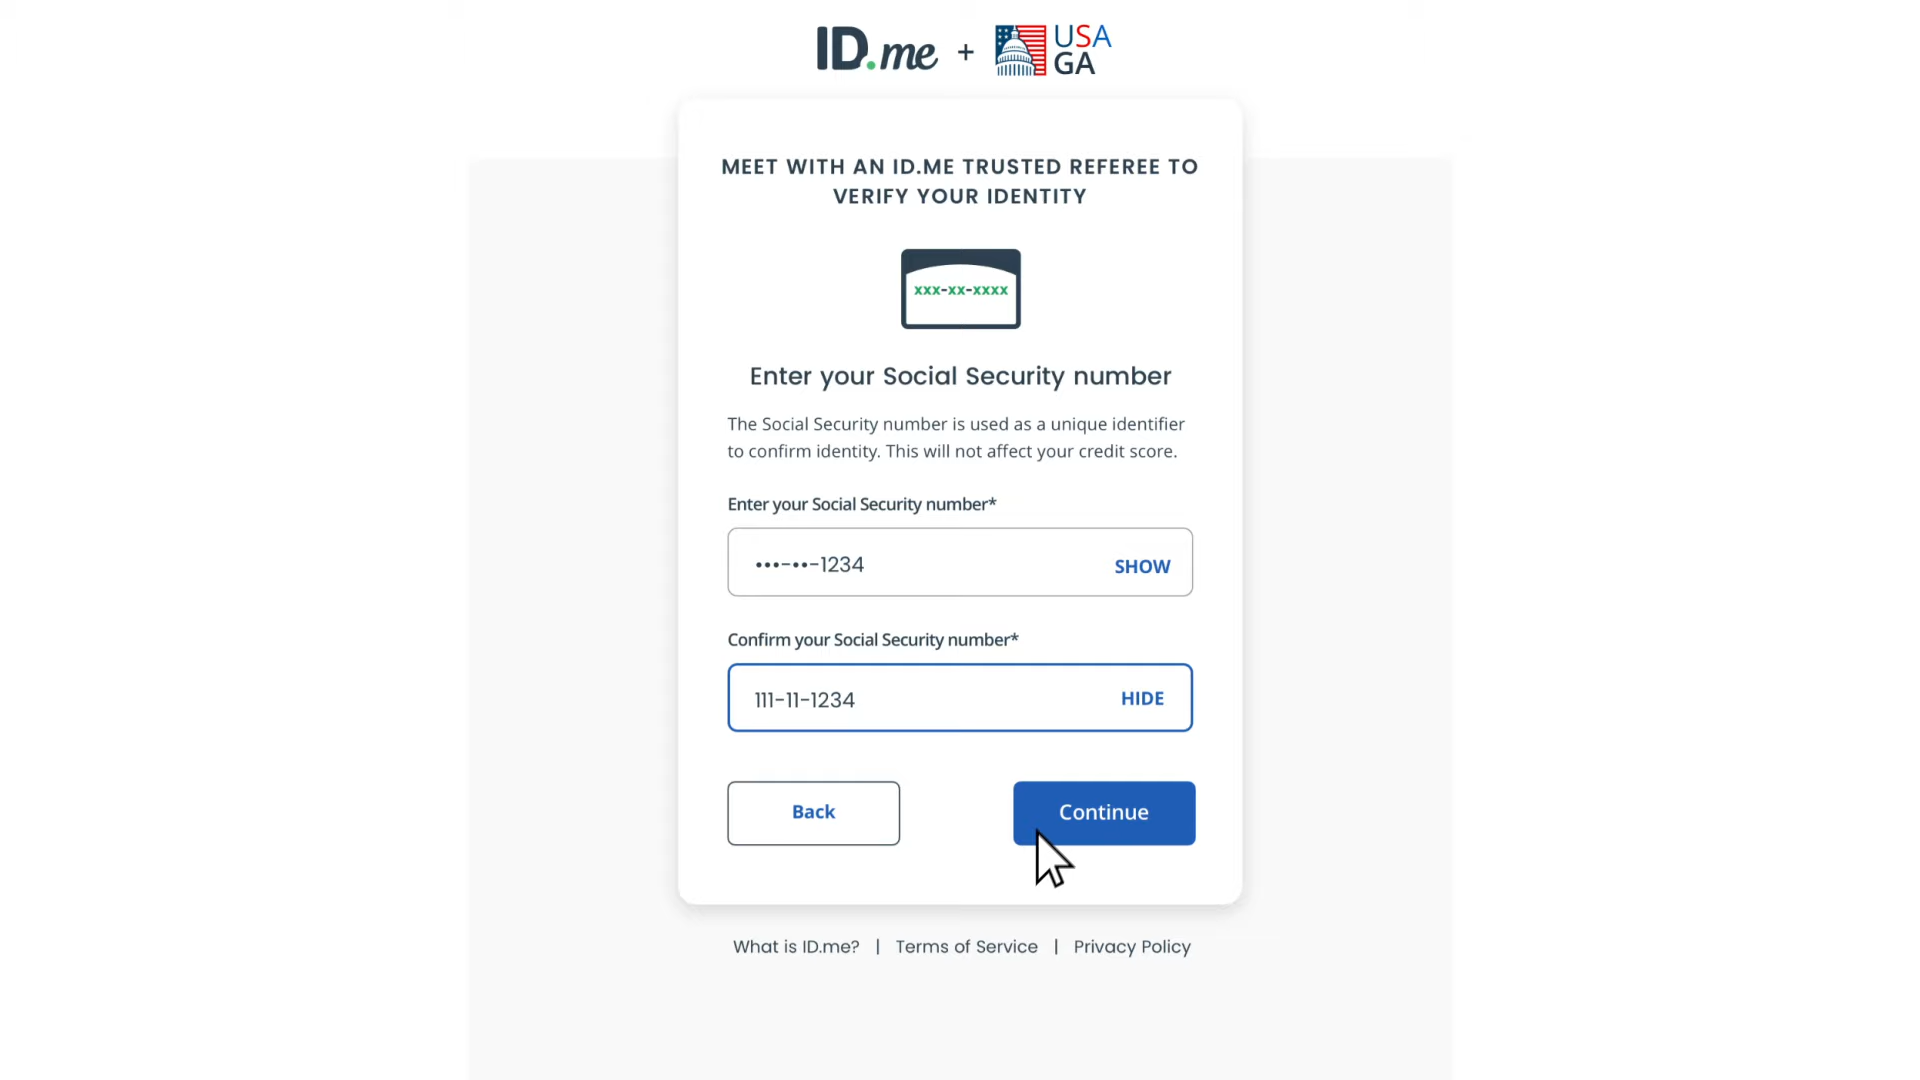 ID.me + USA
GA
MEET WITH AN ID.ME TRUSTED REFEREE TO
VERIFY YOUR IDENTITY
xxx-xx-xxxx
Enter your Social Security number
The Social Security number is used as a unique identifier
to confirm identity. This will not affect your credit score.
Enter your Social Security number*
•••-••-1234 SHOW
Confirm your Social Security number*
111-11-1234 HIDE
Back Continue
What is ID.me? | Terms of Service | Privacy Policy